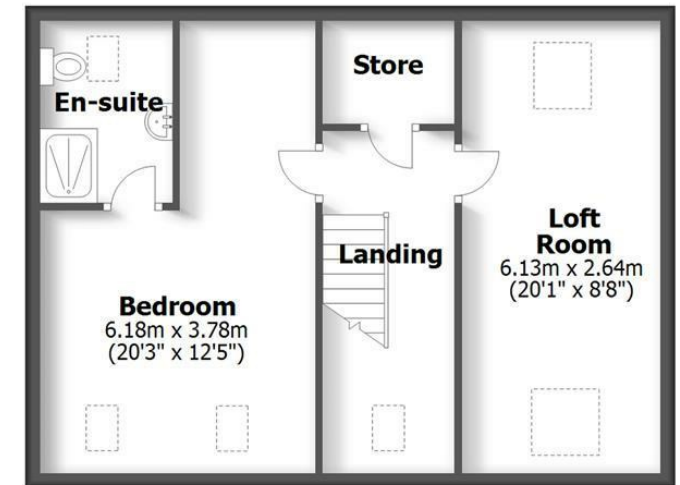 Store
En-suite
Loft
Room
6.13m x 2.64m
(20'1" x 8'8")
Landing
Bedroom
6.18m x 3.78m
(20'3" x 12'5")